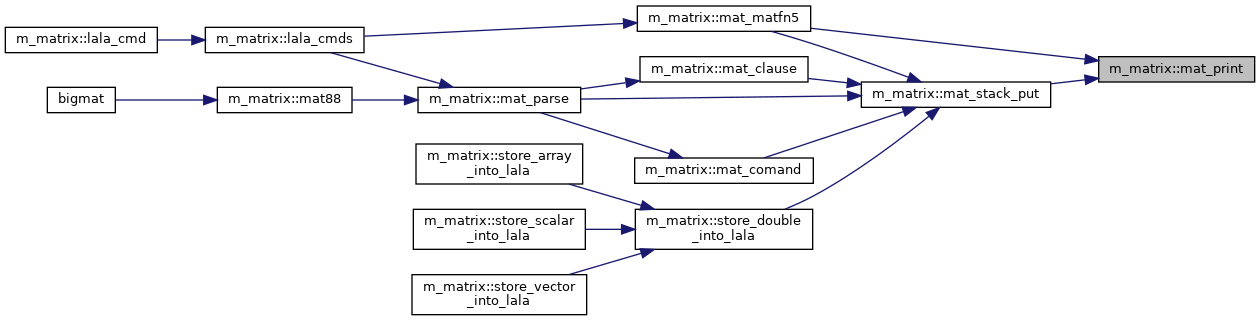 m_matrix::mat_matfn5
m_matrix::lala_cmd
m_matrix::lala_cmds
m_matrix::mat_clause
m_matrix::mat_print
bigmat
m_matrix::mat88
m_matrix::mat_parse
m_matrix::mat_stack_put
m_matrix::store_array
_into_lala
m_matrix::mat_comand
m_matrix::store_scalar
_into_lala
m_matrix::store_double
_into_lala
m_matrix::store_vector
_into_lala